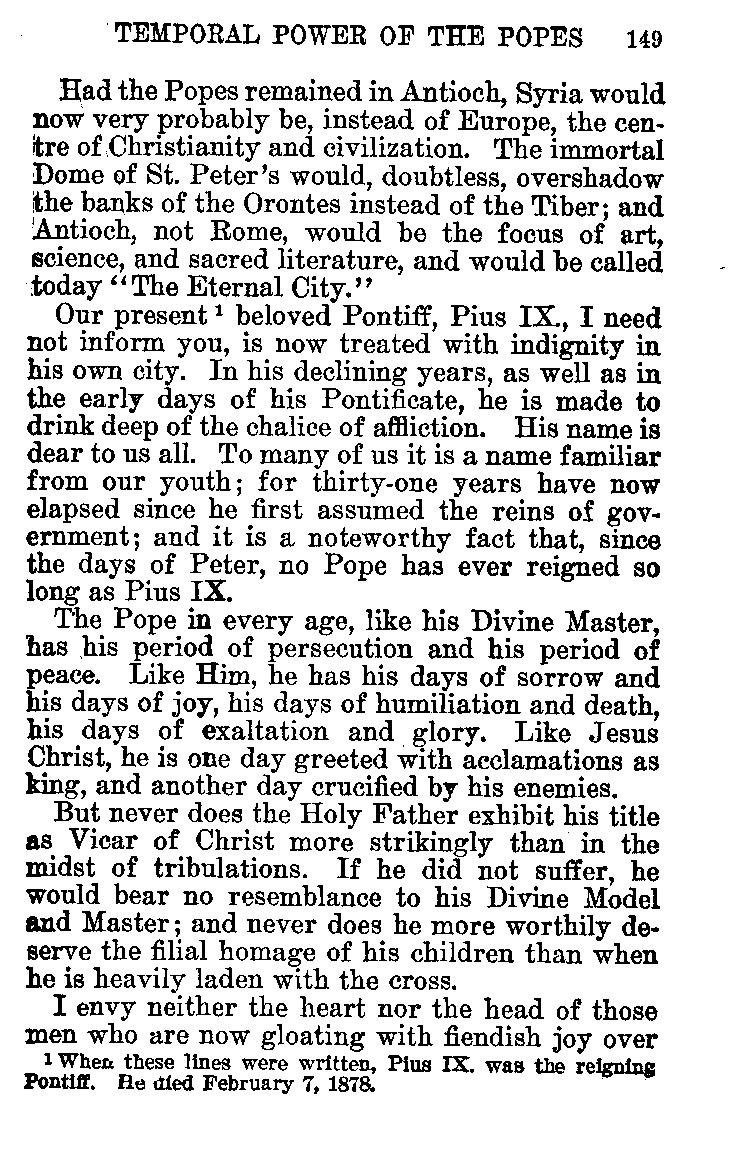 TEMPORAL POWER OF THE POPES 149
Had the Popes remained in Antioch, Syria would
now very probably be, instead of Europe, the cen-
tre of Christianity and civilization. The immortal
Dome of St. Peter's would, doubtless, overshadow
the banks of the Orontes instead of the Tiber; and
Antioch, not Rome, would be the focus of art,
science, and sacred literature, and would be called
today "The Eternal City."
Our present ¹ beloved Pontiff, Pius IX., I need
not inform you, is now treated with indignity in
his own city. In his declining years, as well as in
the early days of his Pontificate, he is made to
drink deep of the chalice of affliction. His name is
dear to us all. To many of us it is a name familiar
from our youth; for thirty-one years have now
elapsed since he first assumed the reins of gov-
ernment; and it is a noteworthy fact that, since
the days of Peter, no Pope has ever reigned so
long as Pius IX.
The Pope in every age, like his Divine Master,
has his period of persecution and his period of
peace. Like Him, he has his days of sorrow and
his days of joy, his days of humiliation and death,
his days of exaltation and glory. Like Jesus
Christ, he is one day greeted with acclamations as
king, and another day crucified by his enemies.
But never does the Holy Father exhibit his title
as Vicar of Christ more strikingly than in the
midst of tribulations. If he did not suffer, he
would bear no resemblance to his Divine Model
and Master; and never does he more worthily de-
serve the filial homage of his children than when
he is heavily laden with the cross.
I envy neither the heart nor the head of those
men who are now gloating with fiendish joy over
¹ When these lines were written, Pius IX. was the reigning
Pontiff. He died February 7, 1878.